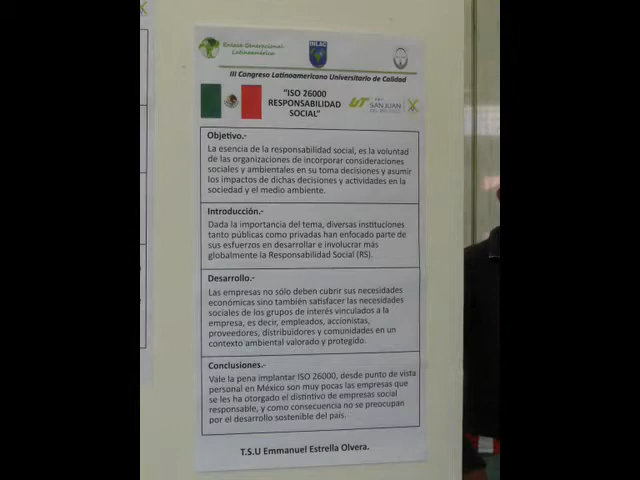 Enlace Generacional
Latinoamérica
INLAC
III Congreso Latinoamericano Universitario de Calidad
"ISO 26000
RESPONSABILIDAD
SOCIAL"
UT
SAN JUAN
DEL RÍO
Objetivo.-
La esencia de la responsabilidad social, es la voluntad
de las organizaciones de incorporar consideraciones
sociales y ambientales en su toma decisiones y asumir
los impactos de dichas decisiones y actividades en la
sociedad y el medio ambiente.
Introducción.-
Dada la importancia del tema, diversas instituciones
tanto públicas como privadas han enfocado parte de
sus esfuerzos en desarrollar e involucrar más
globalmente la Responsabilidad Social (RS).
Desarrollo.-
Las empresas no sólo deben cubrir sus necesidades
económicas sino también satisfacer las necesidades
sociales de los grupos de interés vinculados a la
empresa, es decir, empleados, accionistas,
proveedores, distribuidores y comunidades en un
contexto ambiental valorado y protegido.
Conclusiones.-
Vale la pena implantar ISO 26000, desde punto de vista
personal en México son muy pocas las empresas que
se les ha otorgado el distintivo de empresas social
responsable, y como consecuencia no se preocupan
por el desarrollo sostenible del país.
T.S.U Emmanuel Estrella Olvera.